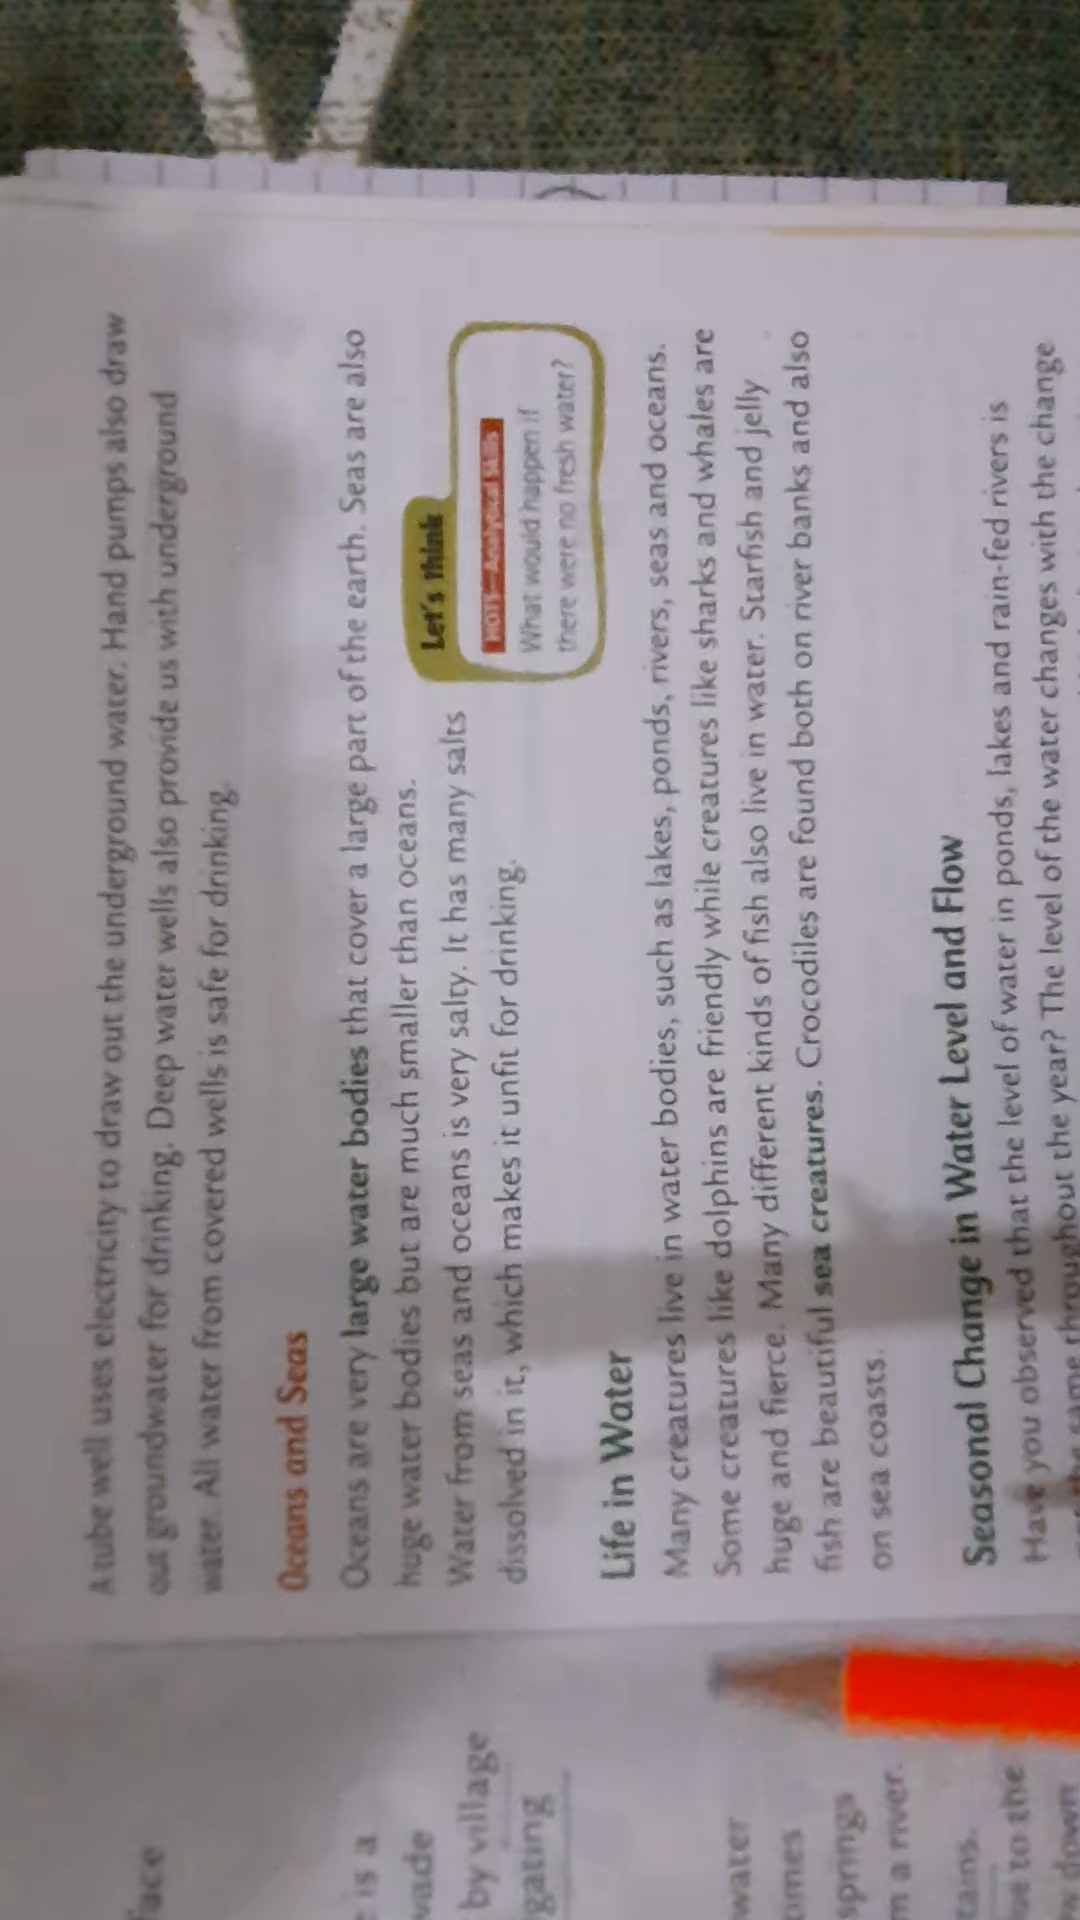 A tube well uses electricity to draw out the underground water. Hand pumps also draw
out groundwater for drinking. Deep water wells also provide us with underground
water. All water from covered wells is safe for drinking.
Oceans and Seas
Oceans are very large water bodies that cover a large part of the earth. Seas are also
huge water bodies but are much smaller than oceans.
Water from seas and oceans is very salty. It has many salts
dissolved in it, which makes it unfit for drinking.
Let's think
HOTS—Analytical Skills
What would happen if
there were no fresh water?
Life in Water
Many creatures live in water bodies, such as lakes, ponds, rivers, seas and oceans.
Some creatures like dolphins are friendly while creatures like sharks and whales are
huge and fierce. Many different kinds of fish also live in water. Starfish and jelly
fish are beautiful sea creatures. Crocodiles are found both on river banks and also
on sea coasts.
Seasonal Change in Water Level and Flow
Have you observed that the level of water in ponds, lakes and rain-fed rivers is
throughout the year? The level of the water changes with the change
is a
by village
water
springs
m a river.
to the
down